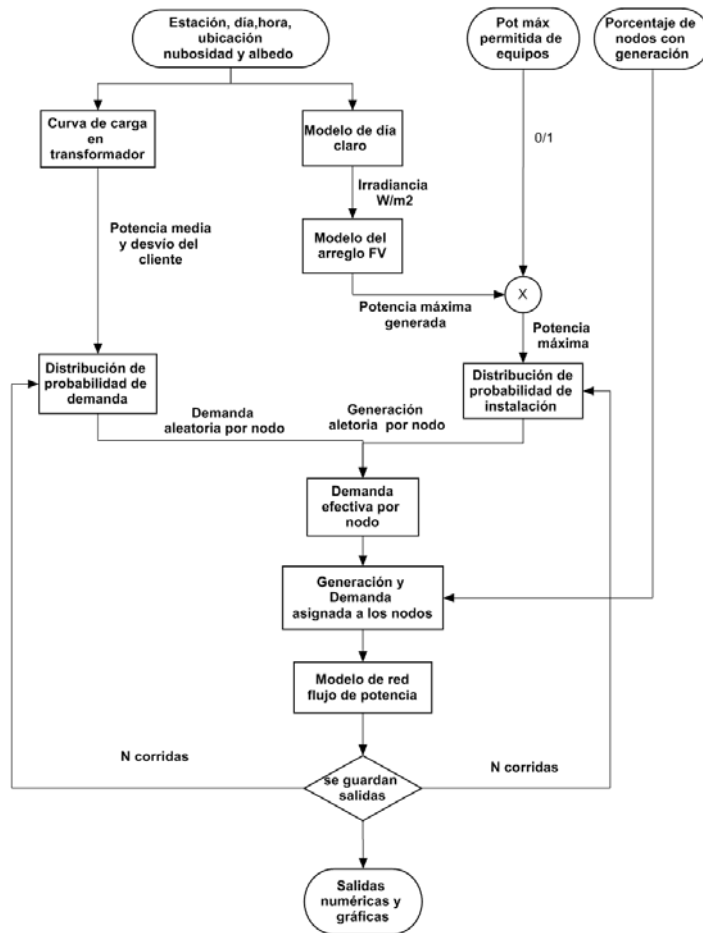 Estación, día,hora,
ubicación
nubosidad y albedo
Pot máx
permitida de
equipos
Porcentaje de
nodos con
generación
Curva de carga
en
transformador
Modelo de día
claro
0/1
Irradiancia
W/m2
Potencia media
y desvío del
cliente
Modelo del
arreglo FV
X
Potencia máxima
generada
Potencia
máxima
Distribución de
probabilidad de
demanda
Distribución de
probabilidad de
instalación
Demanda
aleatoria por nodo
Generación
aletoria por nodo
Demanda
efectiva por
nodo
Generación y
Demanda
asignada a los nodos
Modelo de red
flujo de potencia
N corridas
N corridas
se guardan
salidas
Salidas
numéricas y
gráficas